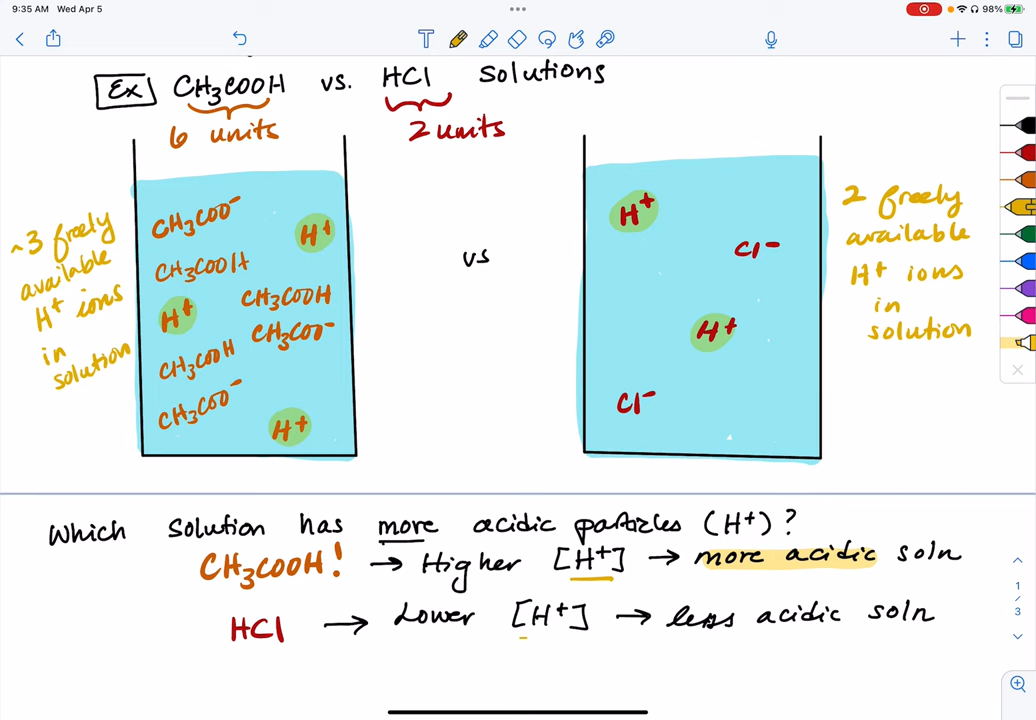 9:35 AM Wed Apr 5
98%
Ex CH₃COOH vs. HCl solutions
6 units
2 units
~3 freely
available
H⁺ ions
in
solution
CH₃COO⁻
H⁺
CH₃COOH
CH₃COOH
H⁺
CH₃COO⁻
CH₃COOH
CH₃COO⁻
H⁺
vs
H⁺
Cl⁻
H⁺
Cl⁻
2 freely
available
H⁺ ions
in
solution
Which solution has more acidic particles (H⁺)?
CH₃COOH! → Higher [H⁺] → more acidic soln
HCl → Lower [H⁺] → less acidic soln
1
/
3